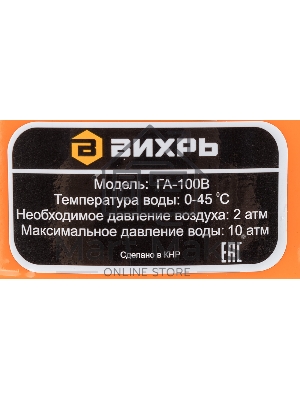 В ВИХРЬ
Модель: ГА-100В
Температура воды: 0-45 °С
Необходимое давление воздуха: 2 атм
Максимальное давление воды: 10 атм
Сделано в КНР
ЕАС
ONLINE STORE